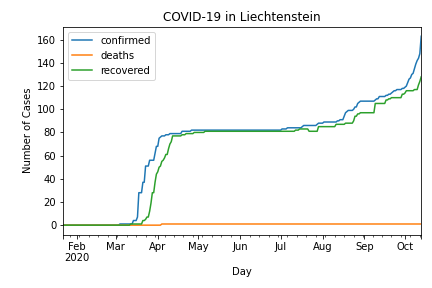 COVID-19 in Liechtenstein
confirmed
deaths
recovered
Number of Cases
160
140
120
100
80
60
40
20
0
Feb Mar Apr May Jun Jul Aug Sep Oct
2020
Day